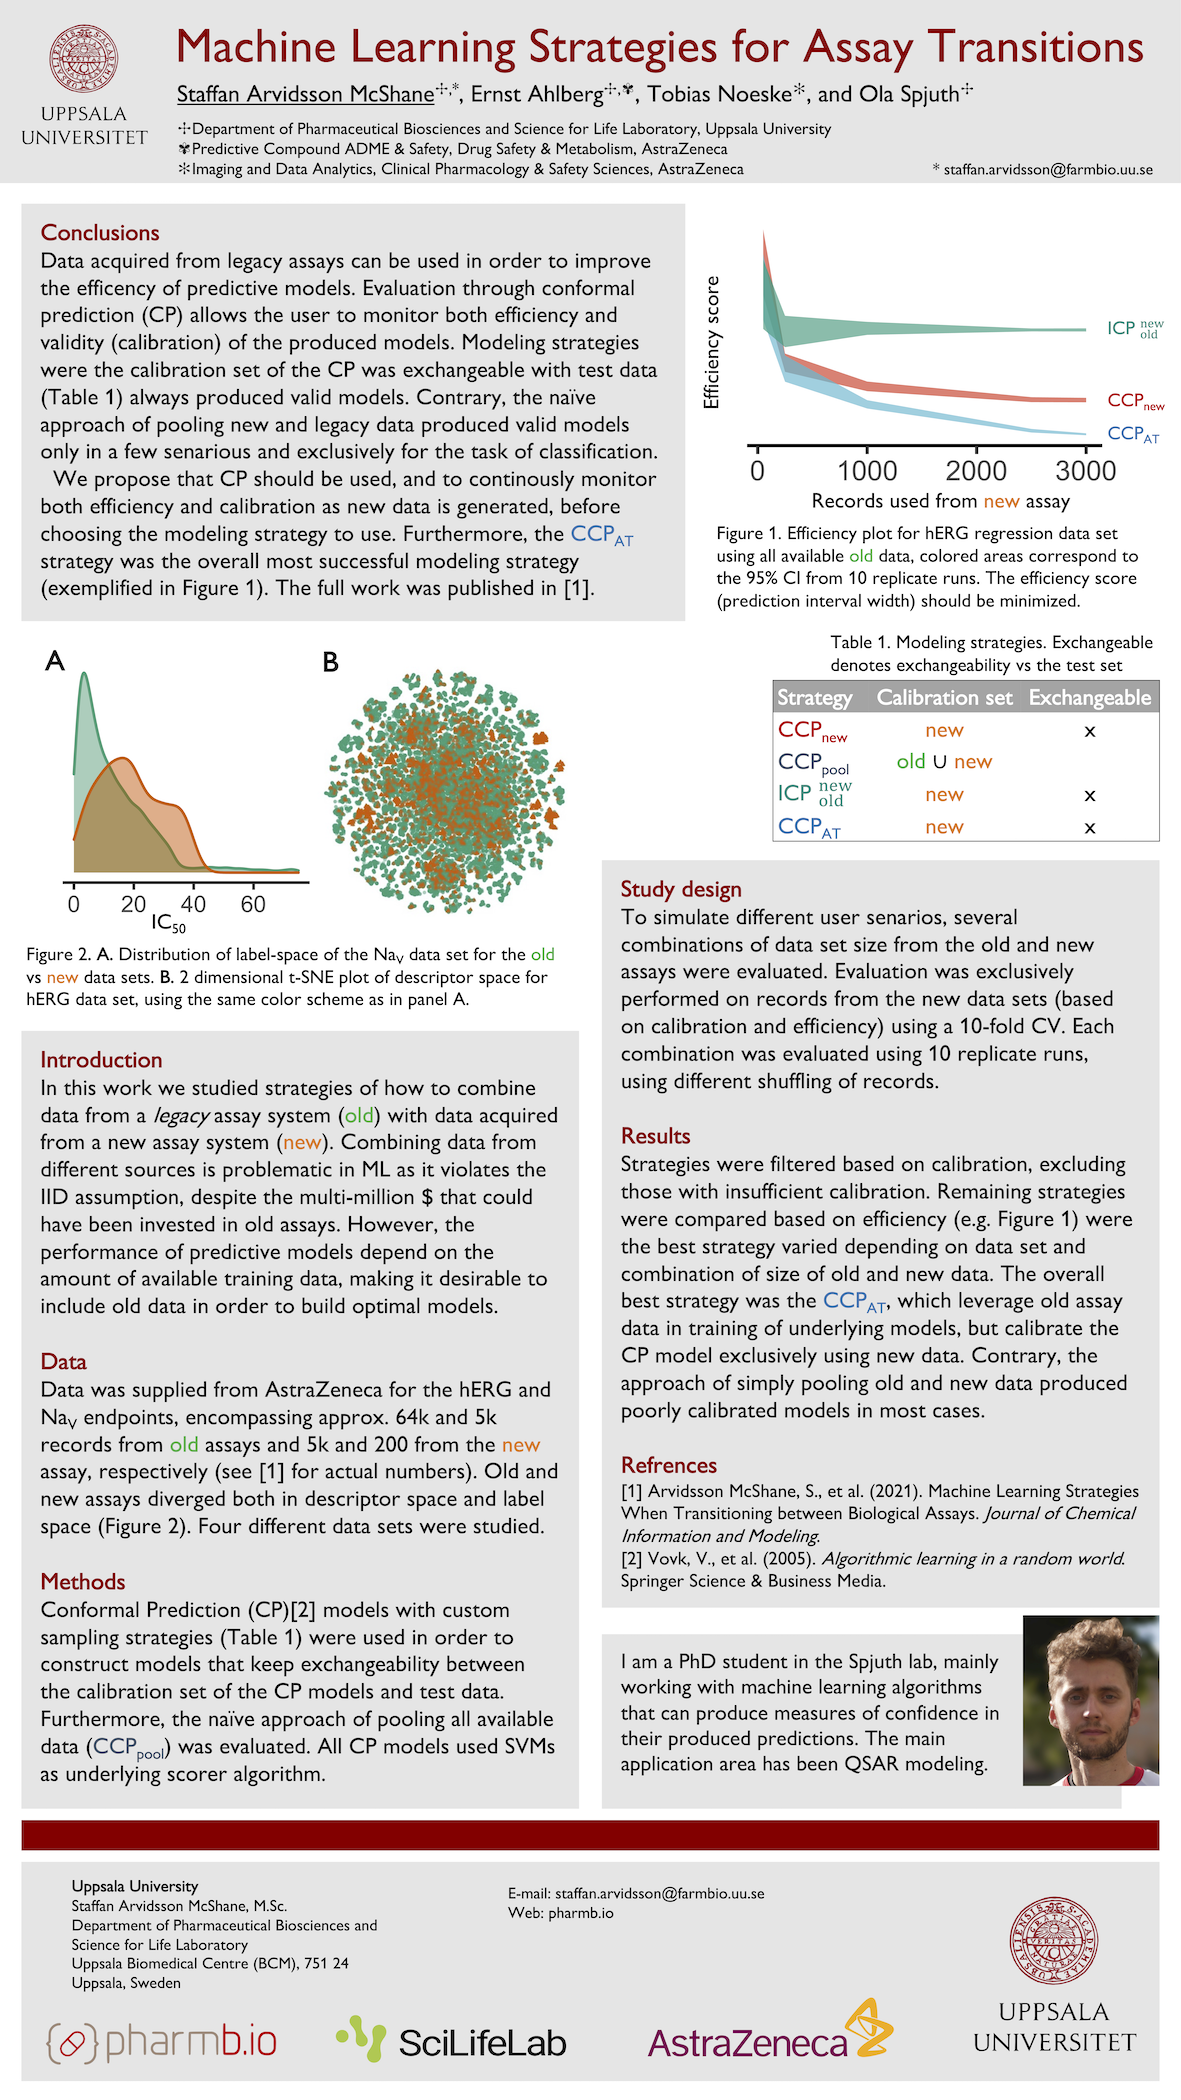 UPPSALA
UNIVERSITET
Machine Learning Strategies for Assay Transitions
Staffan Arvidsson McShane✢,*, Ernst Ahlberg✢,✾, Tobias Noeske✻, and Ola Spjuth✢
✢Department of Pharmaceutical Biosciences and Science for Life Laboratory, Uppsala University
✾Predictive Compound ADME & Safety, Drug Safety & Metabolism, AstraZeneca
✻Imaging and Data Analytics, Clinical Pharmacology & Safety Sciences, AstraZeneca
* staffan.arvidsson@farmbio.uu.se
Conclusions
Data acquired from legacy assays can be used in order to improve
the efficency of predictive models. Evaluation through conformal
prediction (CP) allows the user to monitor both efficiency and
validity (calibration) of the produced models. Modeling strategies
were the calibration set of the CP was exchangeable with test data
(Table 1) always produced valid models. Contrary, the naïve
approach of pooling new and legacy data produced valid models
only in a few senarious and exclusively for the task of classification.
We propose that CP should be used, and to continously monitor
both efficiency and calibration as new data is generated, before
choosing the modeling strategy to use. Furthermore, the CCPAT
strategy was the overall most successful modeling strategy
(exemplified in Figure 1). The full work was published in [1].
Efficiency score
ICP new old
CCPnew
CCPAT
0 1000 2000 3000
Records used from new assay
Figure 1. Efficiency plot for hERG regression data set
using all available old data, colored areas correspond to
the 95% CI from 10 replicate runs. The efficiency score
(prediction interval width) should be minimized.
Table 1. Modeling strategies. Exchangeable
denotes exchangeability vs the test set
Strategy Calibration set Exchangeable
CCPnew new x
CCPpool old ∪ new
ICP new old new x
CCPAT new x
A
B
0 20 40 60
IC50
Figure 2. A. Distribution of label-space of the NaV data set for the old
vs new data sets. B. 2 dimensional t-SNE plot of descriptor space for
hERG data set, using the same color scheme as in panel A.
Introduction
In this work we studied strategies of how to combine
data from a legacy assay system (old) with data acquired
from a new assay system (new). Combining data from
different sources is problematic in ML as it violates the
IID assumption, despite the multi-million $ that could
have been invested in old assays. However, the
performance of predictive models depend on the
amount of available training data, making it desirable to
include old data in order to build optimal models.
Data
Data was supplied from AstraZeneca for the hERG and
NaV endpoints, encompassing approx. 64k and 5k
records from old assays and 5k and 200 from the new
assay, respectively (see [1] for actual numbers). Old and
new assays diverged both in descriptor space and label
space (Figure 2). Four different data sets were studied.
Methods
Conformal Prediction (CP)[2] models with custom
sampling strategies (Table 1) were used in order to
construct models that keep exchangeability between
the calibration set of the CP models and test data.
Furthermore, the naïve approach of pooling all available
data (CCPpool) was evaluated. All CP models used SVMs
as underlying scorer algorithm.
Study design
To simulate different user senarios, several
combinations of data set size from the old and new
assays were evaluated. Evaluation was exclusively
performed on records from the new data sets (based
on calibration and efficiency) using a 10-fold CV. Each
combination was evaluated using 10 replicate runs,
using different shuffling of records.
Results
Strategies were filtered based on calibration, excluding
those with insufficient calibration. Remaining strategies
were compared based on efficiency (e.g. Figure 1) were
the best strategy varied depending on data set and
combination of size of old and new data. The overall
best strategy was the CCPAT, which leverage old assay
data in training of underlying models, but calibrate the
CP model exclusively using new data. Contrary, the
approach of simply pooling old and new data produced
poorly calibrated models in most cases.
Refrences
[1] Arvidsson McShane, S., et al. (2021). Machine Learning Strategies
When Transitioning between Biological Assays. Journal of Chemical
Information and Modeling.
[2] Vovk, V., et al. (2005). Algorithmic learning in a random world.
Springer Science & Business Media.
I am a PhD student in the Spjuth lab, mainly
working with machine learning algorithms
that can produce measures of confidence in
their produced predictions. The main
application area has been QSAR modeling.
Uppsala University
Staffan Arvidsson McShane, M.Sc.
Department of Pharmaceutical Biosciences and
Science for Life Laboratory
Uppsala Biomedical Centre (BCM), 751 24
Uppsala, Sweden
E-mail: staffan.arvidsson@farmbio.uu.se
Web: pharmb.io
pharmb.io
SciLifeLab
AstraZeneca
UPPSALA
UNIVERSITET